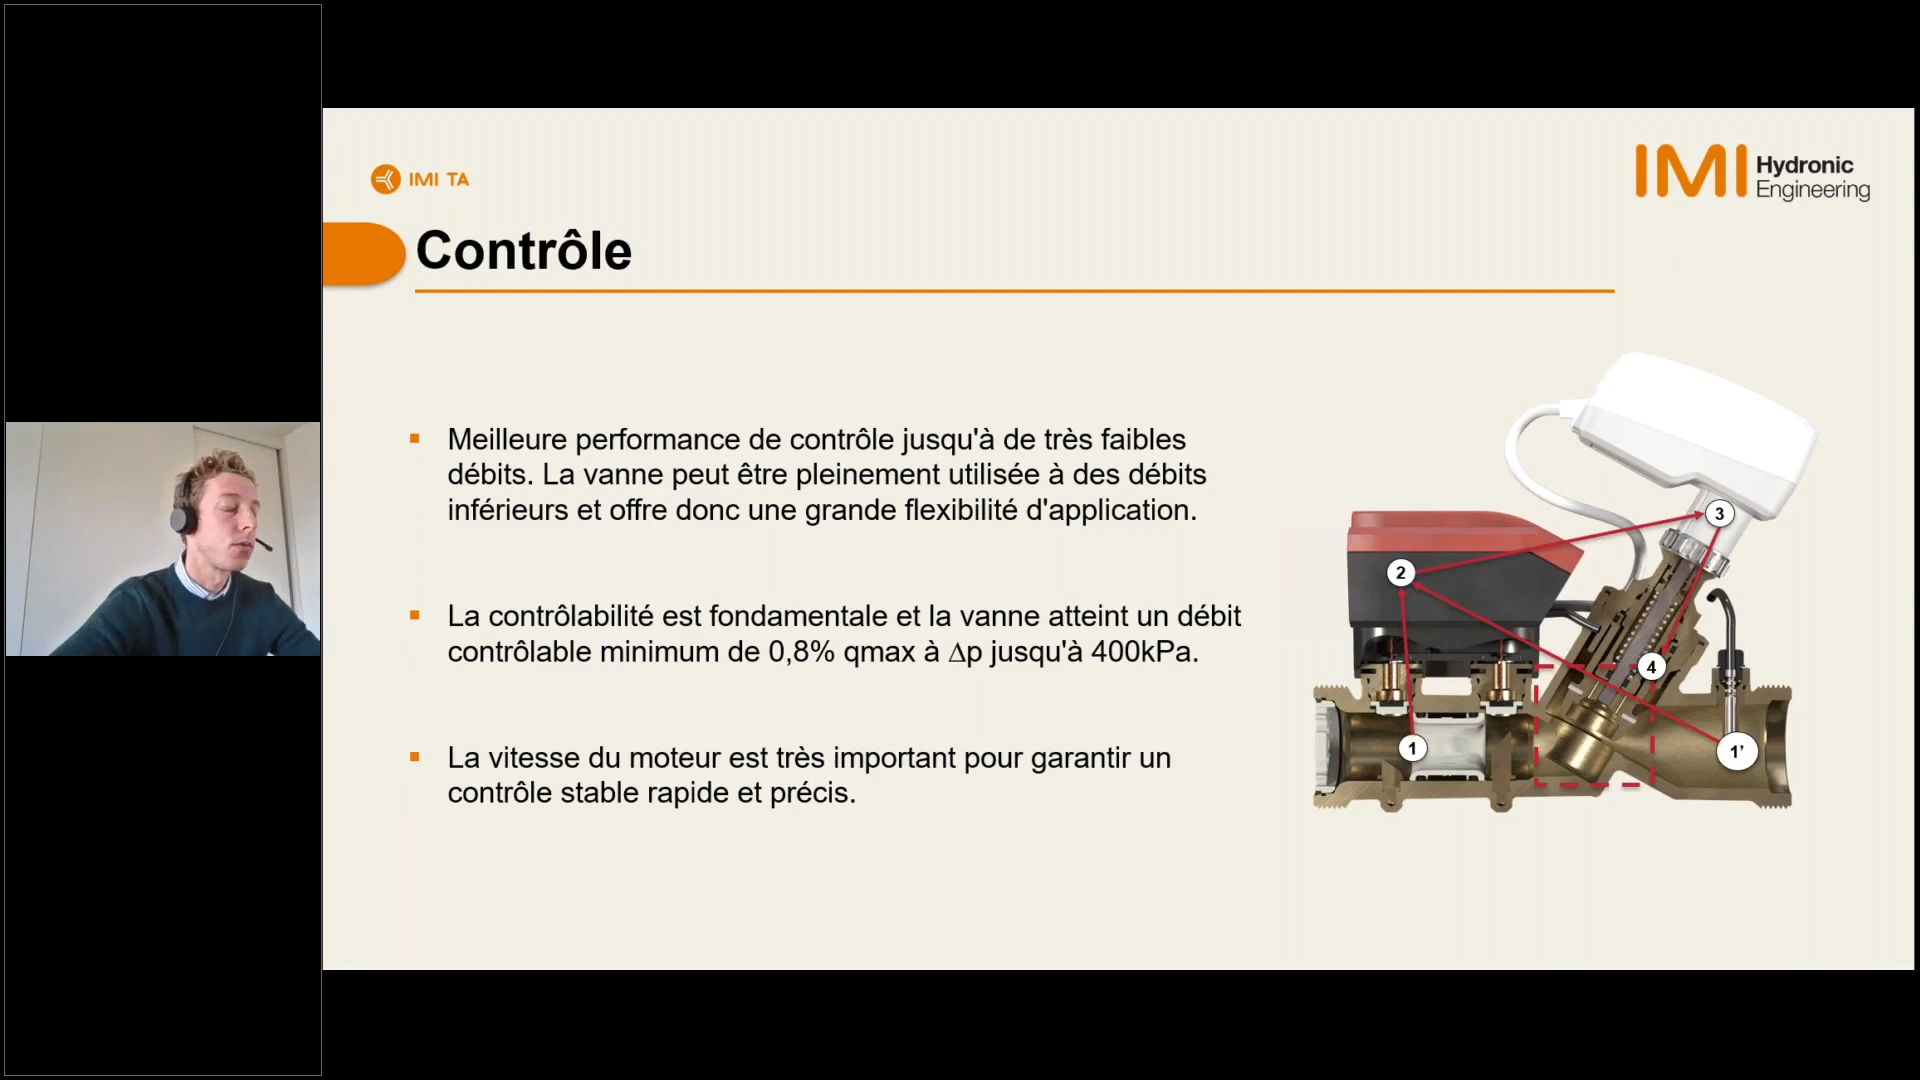 IMI TA
IMI Hydronic
Engineering
Contrôle
Meilleure performance de contrôle jusqu'à de très faibles
débits. La vanne peut être pleinement utilisée à des débits
inférieurs et offre donc une grande flexibilité d'application.
La contrôlabilité est fondamentale et la vanne atteint un débit
contrôlable minimum de 0,8% qmax à Δp jusqu'à 400kPa.
La vitesse du moteur est très important pour garantir un
contrôle stable rapide et précis.
3
2
4
1
1’